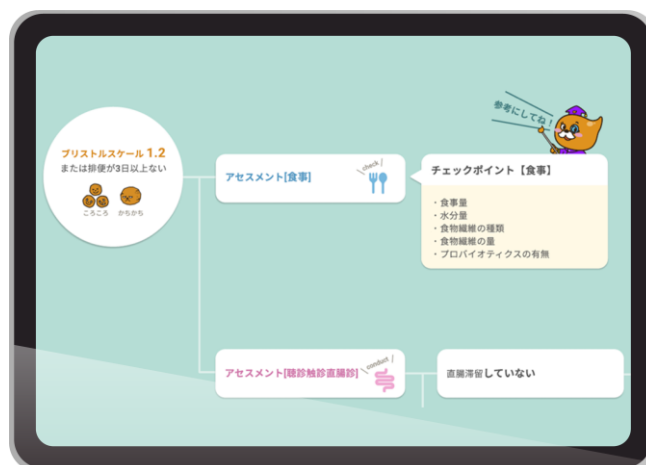 参考にしてね！
ブリストルスケール 1.2
または排便が3日以上ない
ころころ かちかち
アセスメント[食事]
check
チェックポイント【食事】
・食事量
・水分量
・食物繊維の種類
・食物繊維の量
・プロバイオティクスの有無
アセスメント[聴診触診直腸診]
conduct
直腸滞留していない